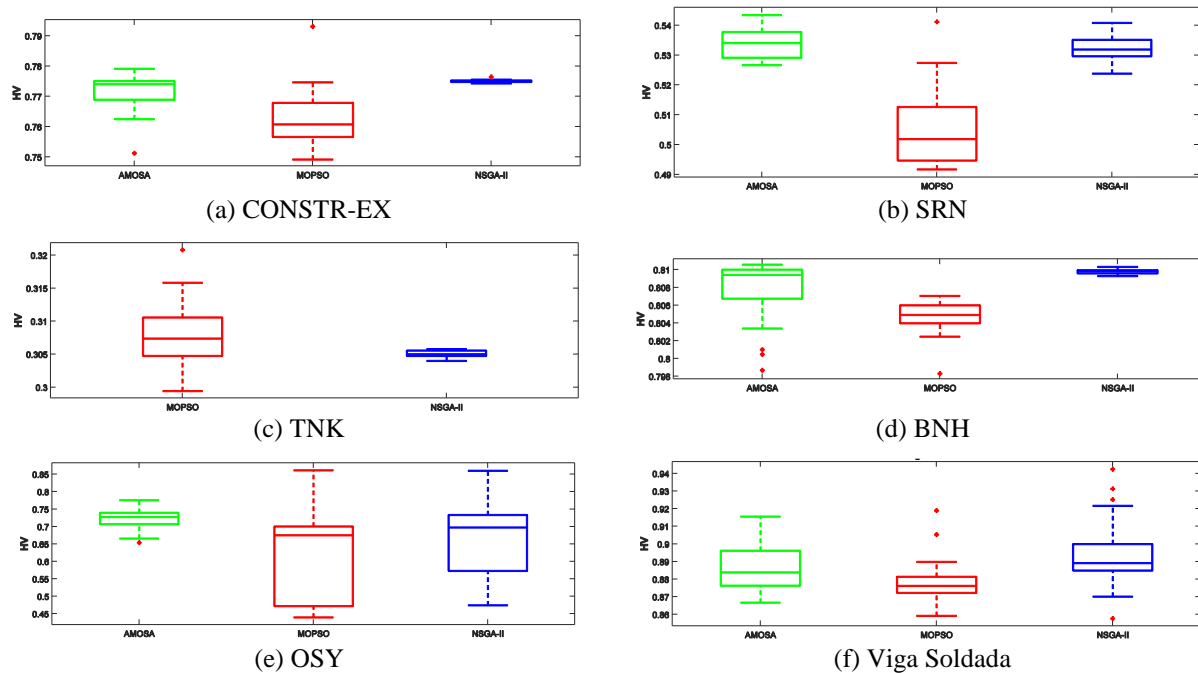 0.79
0.78
0.77
0.76
0.75
HV
AMOSA MOPSO NSGA-II
(a) CONSTR-EX
0.54
0.53
0.52
0.51
0.5
0.49
HV
AMOSA MOPSO NSGA-II
(b) SRN
0.32
0.315
0.31
0.305
0.3
HV
MOPSO NSGA-II
(c) TNK
0.81
0.808
0.806
0.804
0.802
0.8
0.798
HV
AMOSA MOPSO NSGA-II
(d) BNH
0.85
0.8
0.75
0.7
0.65
0.6
0.55
0.5
0.45
HV
AMOSA MOPSO NSGA-II
(e) OSY
0.94
0.93
0.92
0.91
0.9
0.89
0.88
0.87
0.86
HV
AMOSA MOPSO NSGA-II
(f) Viga Soldada